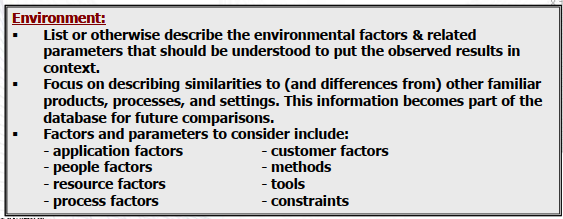 Environment:
▪ List or otherwise describe the environmental factors & related
parameters that should be understood to put the observed results in
context.
▪ Focus on describing similarities to (and differences from) other familiar
products, processes, and settings. This information becomes part of the
database for future comparisons.
▪ Factors and parameters to consider include:
- application factors - customer factors
- people factors - methods
- resource factors - tools
- process factors - constraints